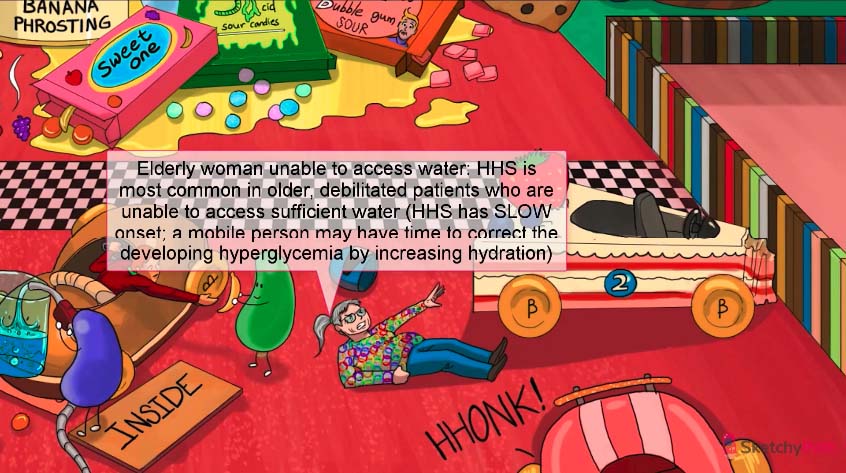 BANANA
PHROSTING
Sweet
one
cid
sour candies
Bubble gum
SOUR
Elderly woman unable to access water: HHS is
most common in older, debilitated patients who are
unable to access sufficient water (HHS has SLOW
onset; a mobile person may have time to correct the
developing hyperglycemia by increasing hydration)
2
β
β
B
INSIDE
HHONK!
Sketchy